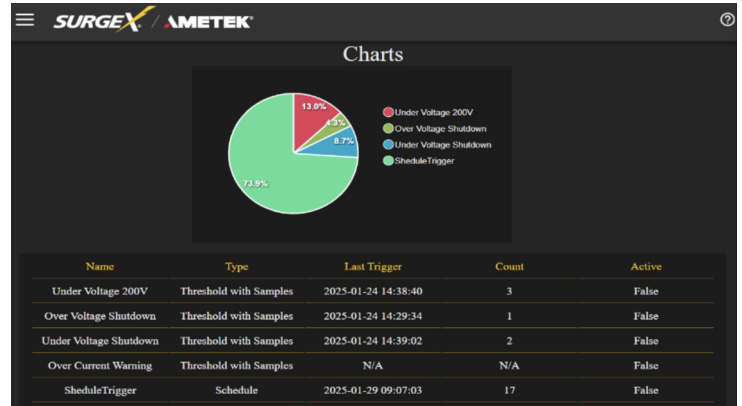 SURGEX / AMETEK®
Charts
13.0%
4.3%
8.7%
73.9%
Under Voltage 200V
Over Voltage Shutdown
Under Voltage Shutdown
SheduleTrigger
Name Type Last Trigger Count Active
Under Voltage 200V Threshold with Samples 2025-01-24 14:38:40 3 False
Over Voltage Shutdown Threshold with Samples 2025-01-24 14:29:34 1 False
Under Voltage Shutdown Threshold with Samples 2025-01-24 14:39:02 2 False
Over Current Warning Threshold with Samples N/A N/A False
SheduleTrigger Schedule 2025-01-29 09:07:03 17 False